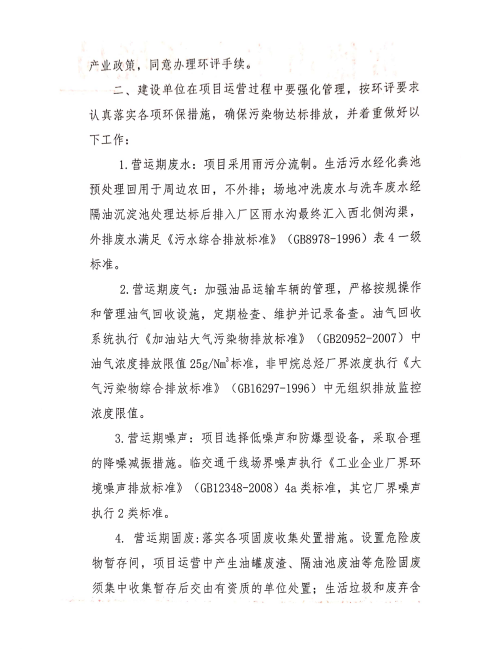 产业政策，同意办理环评手续。
二、建设单位在项目运营过程中要强化管理，按环评要求
认真落实各项环保措施，确保污染物达标排放，并着重做好以
下工作：
1.营运期废水：项目采用雨污分流制。生活污水经化粪池
预处理回用于周边农田，不外排；场地冲洗废水与洗车废水经
隔油沉淀池处理达标后排入厂区雨水沟最终汇入西北侧沟渠，
外排废水满足《污水综合排放标准》（GB8978-1996）表4一级
标准。
2.营运期废气：加强油品运输车辆的管理，严格按规操作
和管理油气回收设施，定期检查、维护并记录备查。油气回收
系统执行《加油站大气污染物排放标准》（GB20952-2007）中
油气浓度排放限值25g/Nm³标准，非甲烷总烃厂界浓度执行《大
气污染物综合排放标准》（GB16297-1996）中无组织排放监控
浓度限值。
3.营运期噪声：项目选择低噪声和防爆型设备，采取合理
的降噪减振措施。临交通干线场界噪声执行《工业企业厂界环
境噪声排放标准》（GB12348-2008）4a类标准，其它厂界噪声
执行2类标准。
4. 营运期固废:落实各项固废收集处置措施。设置危险废
物暂存间，项目运营中产生油罐废渣、隔油池废油等危险固废
须集中收集暂存后交由有资质的单位处置；生活垃圾和废弃含